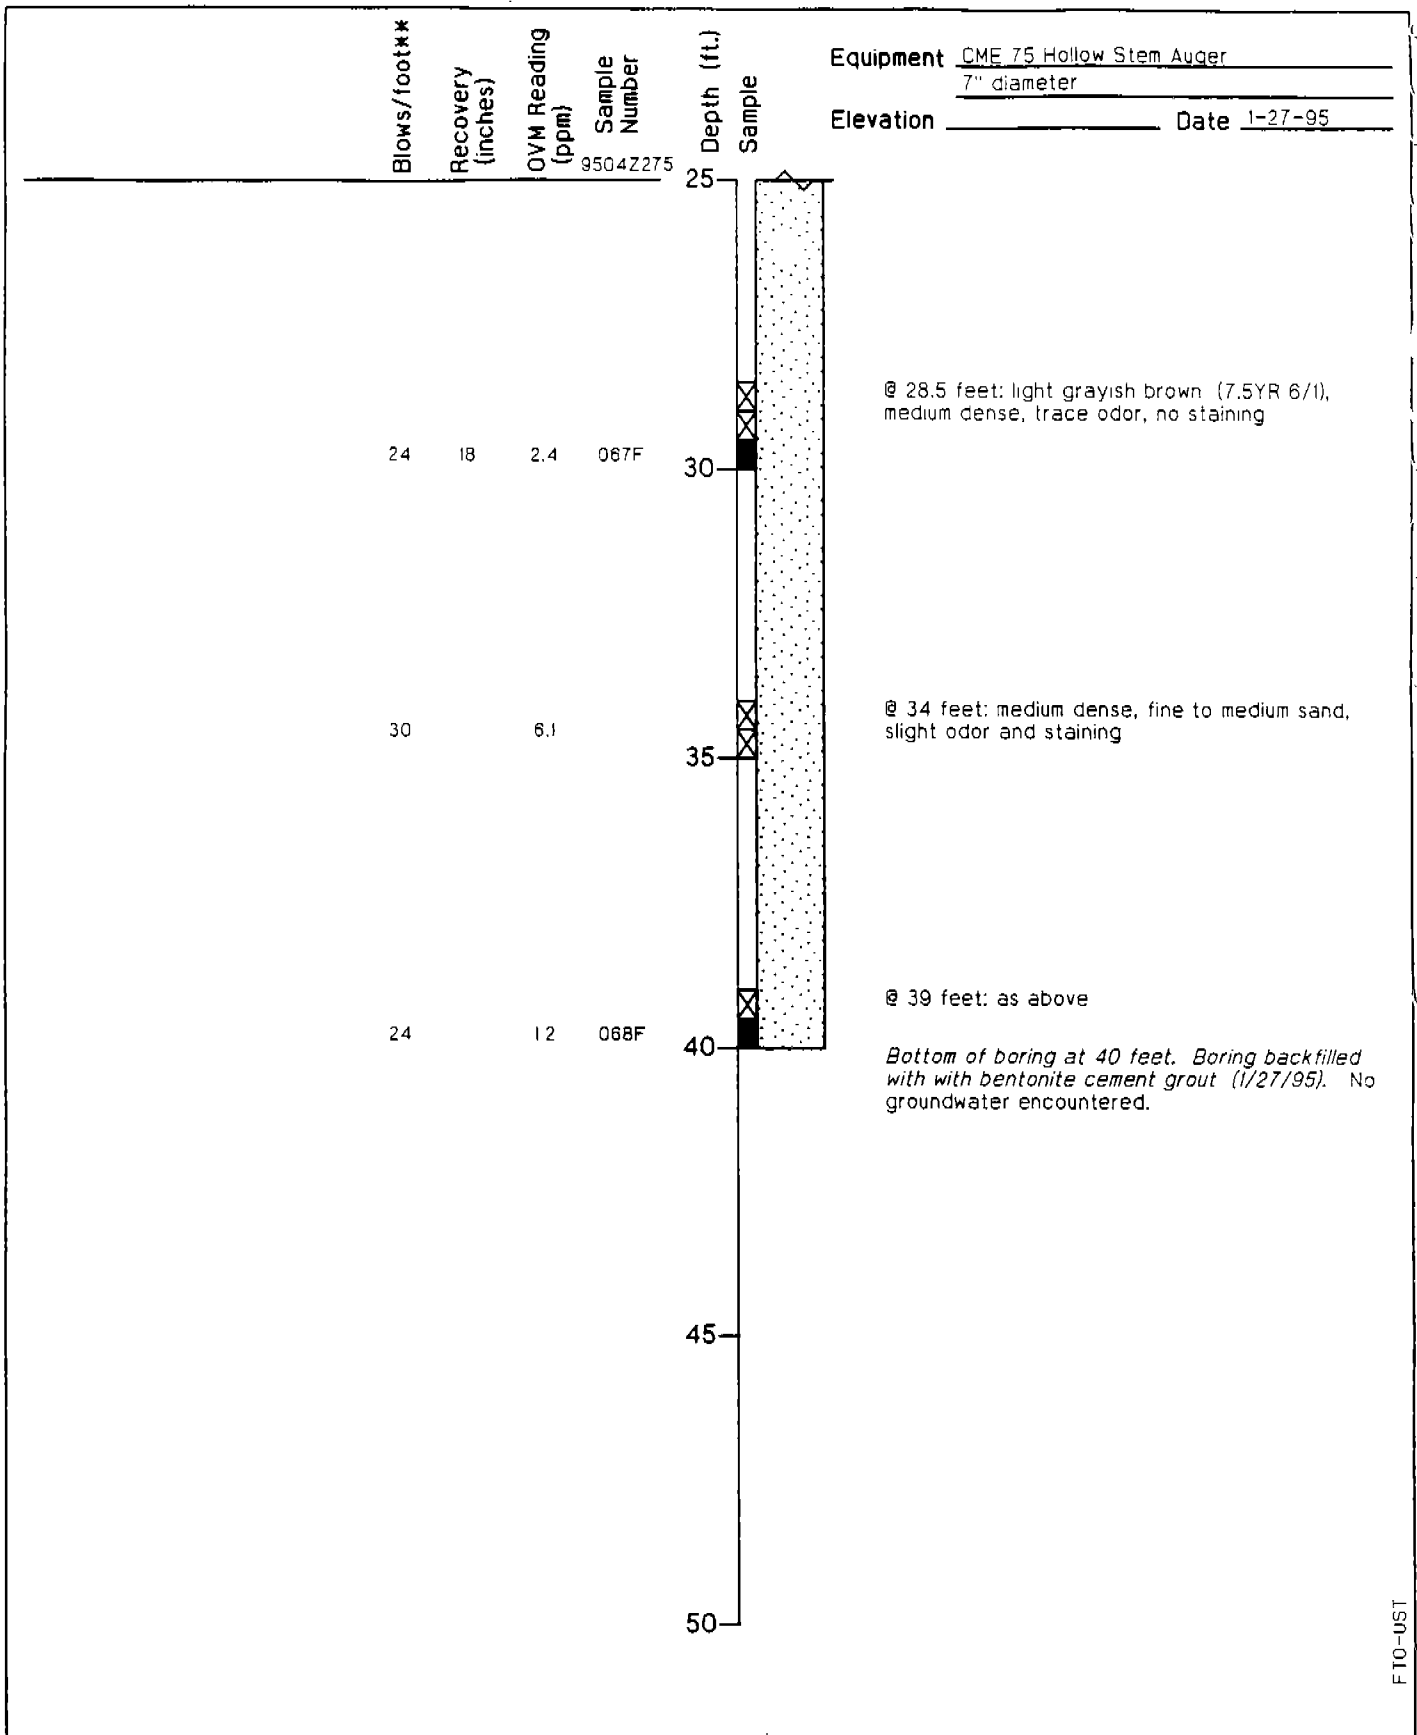 Blows/foot**
Recovery
(inches)
OVM Reading
(ppm)
Sample
Number
9504Z275
Depth (ft.)
Sample
Equipment CME 75 Hollow Stem Auger
7" diameter
Elevation Date 1-27-95
25
@ 28.5 feet: light grayish brown (7.5YR 6/1),
medium dense, trace odor, no staining
24 18 2.4 067F
30
@ 34 feet: medium dense, fine to medium sand,
slight odor and staining
30 6.1
35
@ 39 feet: as above
24 12 068F
40
Bottom of boring at 40 feet. Boring backfilled
with with bentonite cement grout (1/27/95). No
groundwater encountered.
45
50
FTO-UST